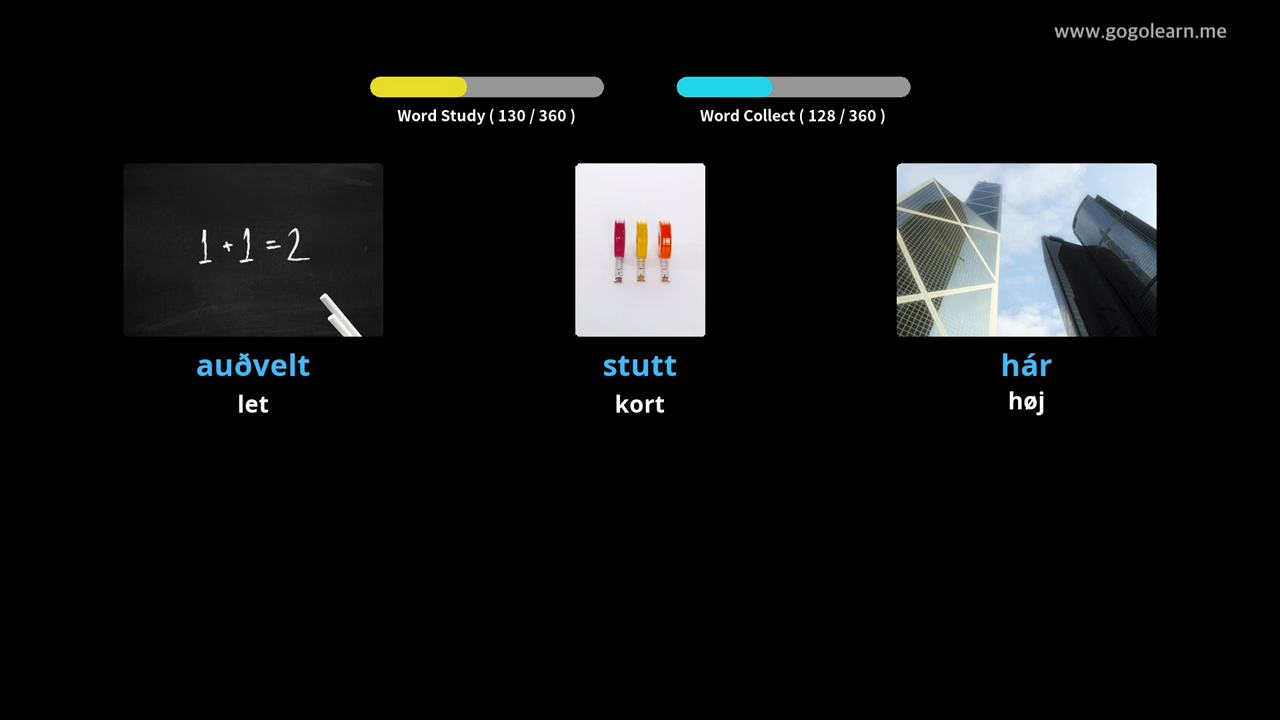 www.gogolearn.me
Word Study ( 130 / 360 )
Word Collect ( 128 / 360 )
1 + 1 = 2
auðvelt
let
stutt
kort
hár
høj